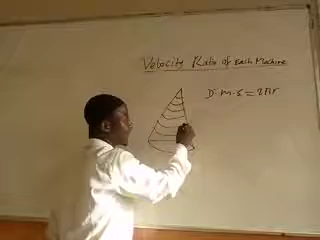 Velocity Ratio of Each Machine
D.M.S = 2πr